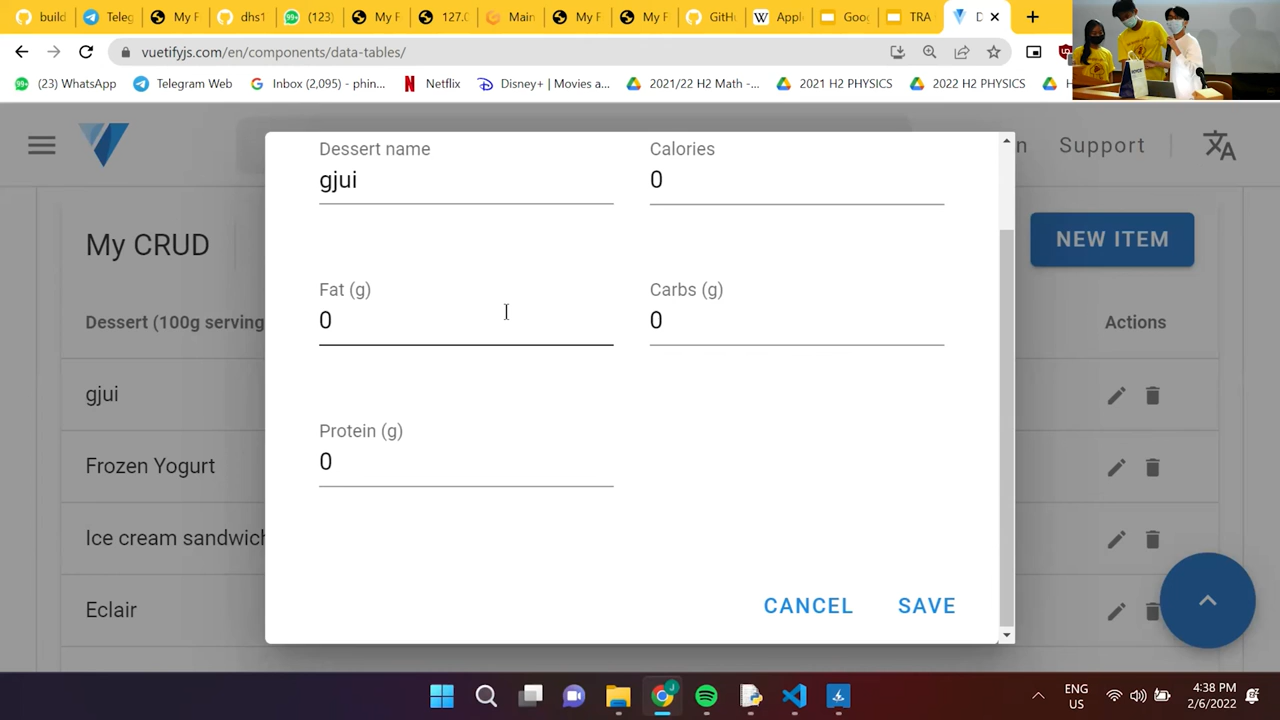 build
Teleg
My F
dhs1
(123)
My F
127.0
Main
My F
My F
GitHu
Appl
Goog
TRA
D
vuetifyjs.com/en/components/data-tables/
99+ (23) WhatsApp
Telegram Web
Inbox (2,095) - phin...
Netflix
Disney+ | Movies a...
2021/22 H2 Math -...
2021 H2 PHYSICS
2022 H2 PHYSICS
n
Support
My CRUD
NEW ITEM
Dessert (100g serving
Actions
gjui
Frozen Yogurt
Ice cream sandwich
Eclair
Dessert name
gjui
Calories
0
Fat (g)
0
Carbs (g)
0
Protein (g)
0
CANCEL
SAVE
ENG
US
4:38 PM
2/6/2022